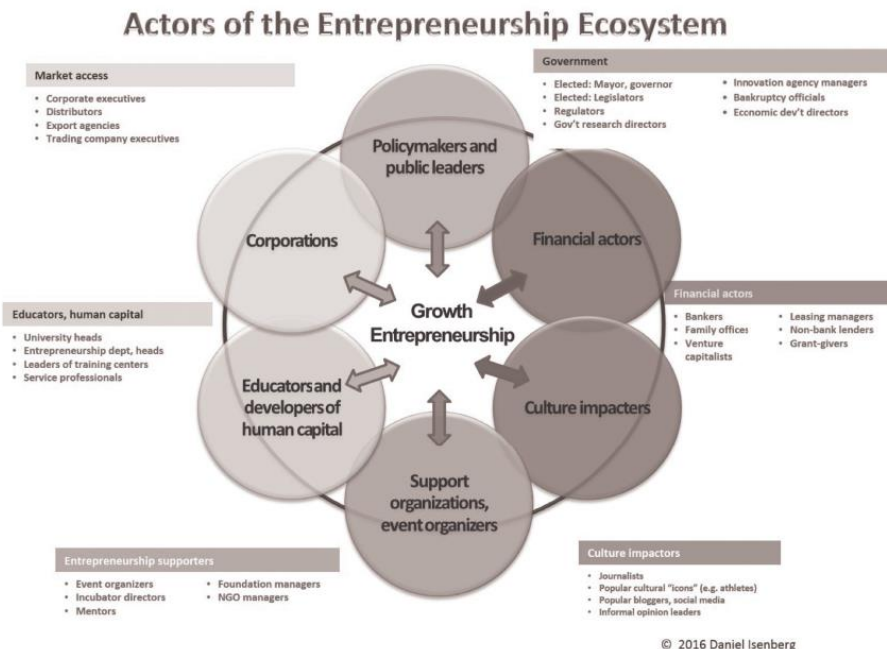 Actors of the Entrepreneurship Ecosystem
Market access
• Corporate executives
• Distributors
• Export agencies
• Trading company executives
Government
• Elected: Mayor, governor
• Elected: Legislators
• Regulators
• Gov't research directors
• Innovation agency managers
• Bankruptcy officials
• Economic dev't directors
Policymakers and
public leaders
Corporations
Financial actors
Growth
Entrepreneurship
Educators, human capital
• University heads
• Entrepreneurship dept, heads
• Leaders of training centers
• Service professionals
Financial actors
• Bankers
• Family offices
• Venture
capitalists
• Leasing managers
• Non-bank lenders
• Grant-givers
Educators and
developers of
human capital
Culture impacters
Support
organizations,
event organizers
Entrepreneurship supporters
• Event organizers
• Incubator directors
• Mentors
• Foundation managers
• NGO managers
Culture impactors
• Journalists
• Popular cultural "icons" (e.g. athletes)
• Popular bloggers, social media
• Informal opinion leaders
© 2016 Daniel Isenberg